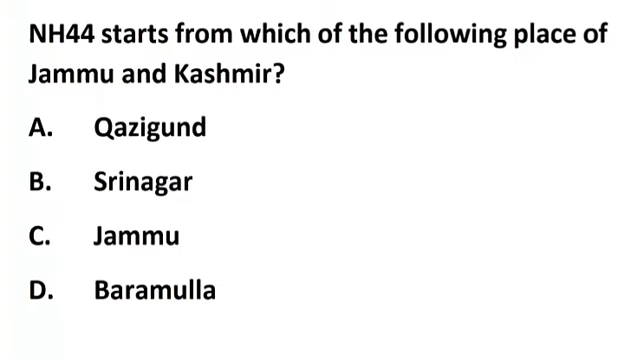 NH44 starts from which of the following place of
Jammu and Kashmir?
A. Qazigund
B. Srinagar
C. Jammu
D. Baramulla